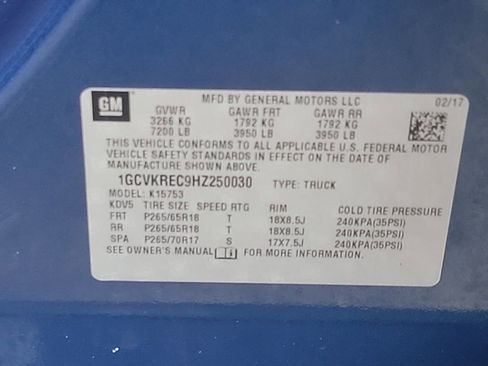 GM
MFD BY GENERAL MOTORS LLC 02/17
GVWR GAWR FRT GAWR RR
3266 KG 1792 KG 1792 KG
7200 LB 3950 LB 3950 LB
THIS VEHICLE CONFORMS TO ALL APPLICABLE U.S. FEDERAL MOTOR
VEHICLE SAFETY STANDARDS IN EFFECT ON THE DATE OF
MANUFACTURE SHOWN ABOVE.
1GCVKREC9HZ250030 TYPE: TRUCK
MODEL: K15753
KDV5 TIRE SIZE SPEED RIM COLD TIRE PRESSURE
FRT P265/65R18 T 18X8.5J 240KPA(35PSI)
RR P265/65R18 T 18X8.5J 240KPA(35PSI)
SPA P265/70R17 S 17X7.5J 240KPA(35PSI)
SEE OWNER'S MANUAL FOR MORE INFORMATION.